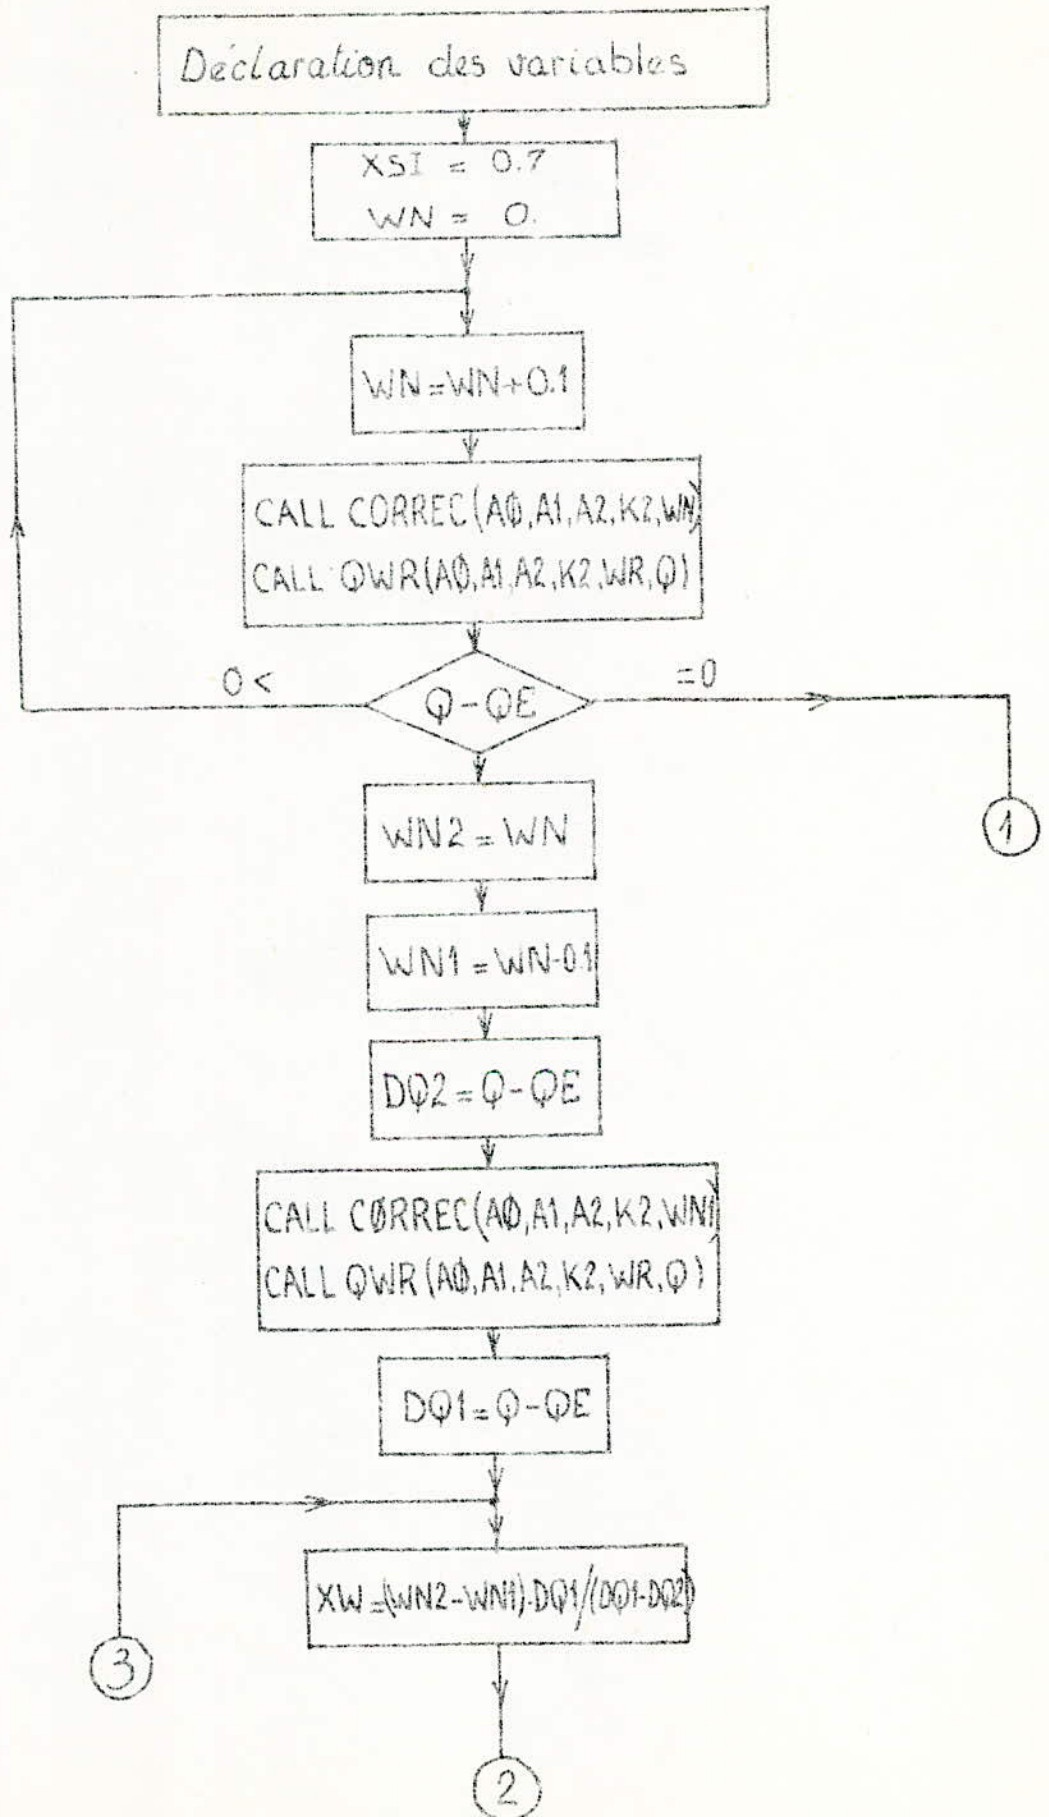 Déclaration des variables
XSI = 0.7
WN = 0.
WN=WN+0.1
CALL CORREC(AØ,A1,A2,K2,WN)
CALL QWR(AØ,A1,A2,K2,WR,Q)
0<
Q-QE
=0
1
WN2=WN
WN1=WN-0.1
DQ2=Q-QE
CALL CØRREC(AØ,A1,A2,K2,WN1)
CALL QWR(AØ,A1,A2,K2,WR,Q)
DQ1=Q-QE
XW=(WN2-WN1).DQ1/(DQ1-DQ2)
3
2